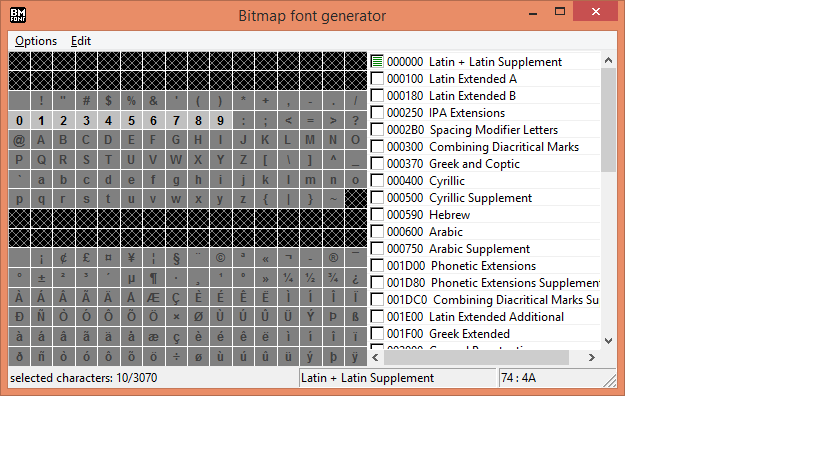 BM
FONT
Bitmap font generator
Options Edit
! " # $ % & ' ( ) * + , - . /
0 1 2 3 4 5 6 7 8 9 : ; < = > ?
@ A B C D E F G H I J K L M N O
P Q R S T U V W X Y Z [ \ ] ^ _
` a b c d e f g h i j k l m n o
p q r s t u v w x y z { | } ~
¡ ¢ £ ¤ ¥ ¦ § ¨ © ª « ¬ - ® ¯
° ± ² ³ ´ µ ¶ · ¸ ¹ º » ¼ ½ ¾ ¿
À Á Â Ã Ä Å Æ Ç È É Ê Ë Ì Í Î Ï
Ð Ñ Ò Ó Ô Õ Ö × Ø Ù Ú Û Ü Ý Þ ß
à á â ã ä å æ ç è é ê ë ì í î ï
ð ñ ò ó ô õ ö ÷ ø ù ú û ü ý þ ÿ
000000 Latin + Latin Supplement
000100 Latin Extended A
000180 Latin Extended B
000250 IPA Extensions
0002B0 Spacing Modifier Letters
000300 Combining Diacritical Marks
000370 Greek and Coptic
000400 Cyrillic
000500 Cyrillic Supplement
000590 Hebrew
000600 Arabic
000750 Arabic Supplement
001D00 Phonetic Extensions
001D80 Phonetic Extensions Supplemen
001DC0 Combining Diacritical Marks Su
001E00 Latin Extended Additional
001F00 Greek Extended
selected characters: 10/3070
Latin + Latin Supplement
74 : 4A